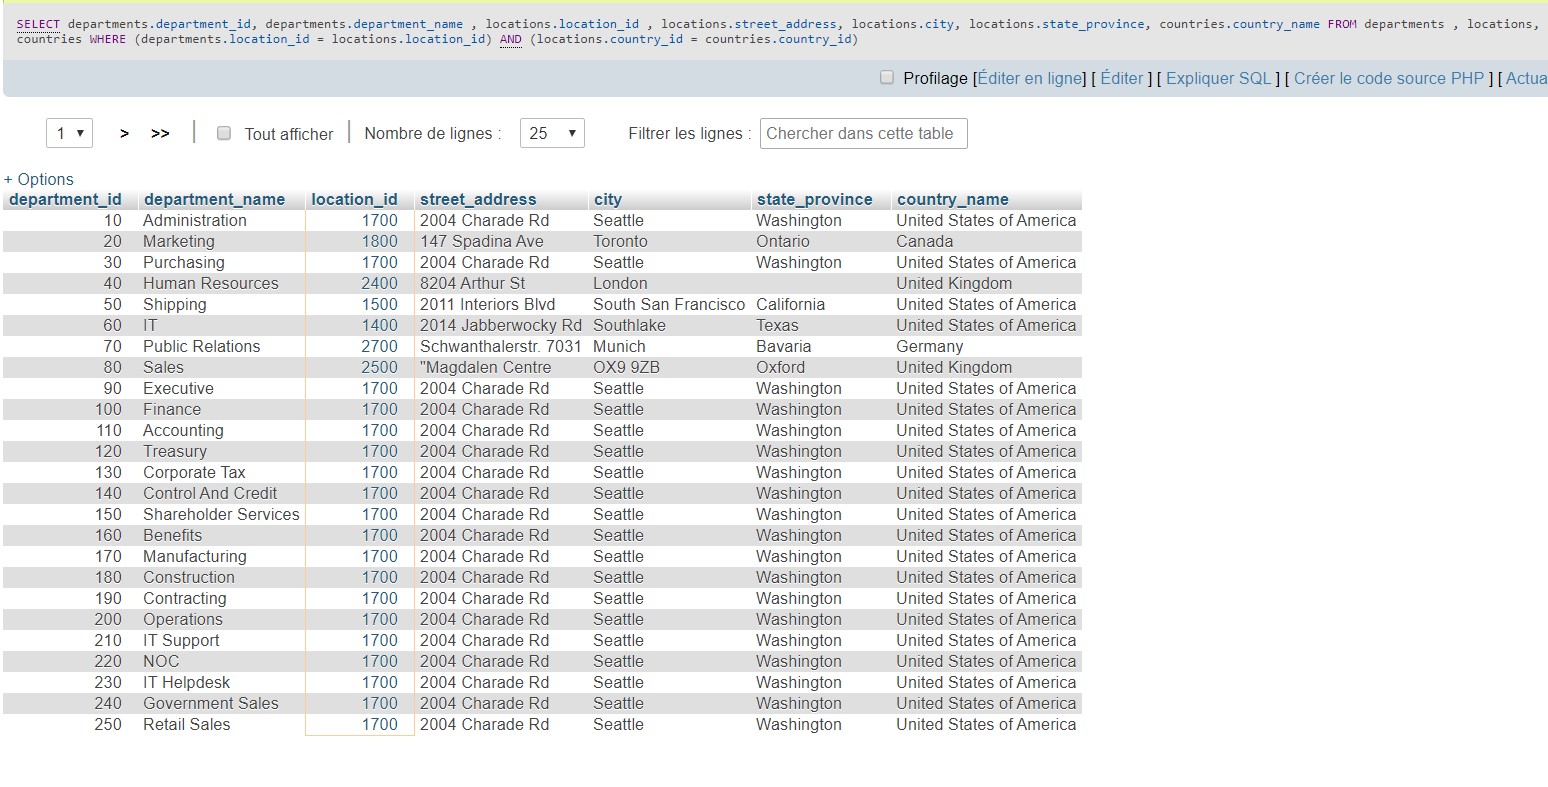 SELECT departments.department_id, departments.department_name , locations.location_id , locations.street_address, locations.city, locations.state_province, countries.country_name FROM departments , locations,
countries WHERE (departments.location_id = locations.location_id) AND (locations.country_id = countries.country_id)
Profilage [Éditer en ligne] [ Éditer ] [ Expliquer SQL ] [ Créer le code source PHP ] [ Actua
1 > >> Tout afficher Nombre de lignes : 25 Filtrer les lignes : Chercher dans cette table
+ Options
department_id department_name location_id street_address city state_province country_name
10 Administration 1700 2004 Charade Rd Seattle Washington United States of America
20 Marketing 1800 147 Spadina Ave Toronto Ontario Canada
30 Purchasing 1700 2004 Charade Rd Seattle Washington United States of America
40 Human Resources 2400 8204 Arthur St London United Kingdom
50 Shipping 1500 2011 Interiors Blvd South San Francisco California United States of America
60 IT 1400 2014 Jabberwocky Rd Southlake Texas United States of America
70 Public Relations 2700 Schwanthalerstr. 7031 Munich Bavaria Germany
80 Sales 2500 "Magdalen Centre OX9 9ZB Oxford United Kingdom
90 Executive 1700 2004 Charade Rd Seattle Washington United States of America
100 Finance 1700 2004 Charade Rd Seattle Washington United States of America
110 Accounting 1700 2004 Charade Rd Seattle Washington United States of America
120 Treasury 1700 2004 Charade Rd Seattle Washington United States of America
130 Corporate Tax 1700 2004 Charade Rd Seattle Washington United States of America
140 Control And Credit 1700 2004 Charade Rd Seattle Washington United States of America
150 Shareholder Services 1700 2004 Charade Rd Seattle Washington United States of America
160 Benefits 1700 2004 Charade Rd Seattle Washington United States of America
170 Manufacturing 1700 2004 Charade Rd Seattle Washington United States of America
180 Construction 1700 2004 Charade Rd Seattle Washington United States of America
190 Contracting 1700 2004 Charade Rd Seattle Washington United States of America
200 Operations 1700 2004 Charade Rd Seattle Washington United States of America
210 IT Support 1700 2004 Charade Rd Seattle Washington United States of America
220 NOC 1700 2004 Charade Rd Seattle Washington United States of America
230 IT Helpdesk 1700 2004 Charade Rd Seattle Washington United States of America
240 Government Sales 1700 2004 Charade Rd Seattle Washington United States of America
250 Retail Sales 1700 2004 Charade Rd Seattle Washington United States of America